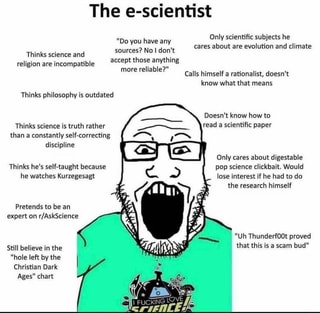 The e-scientist
"Do you have any
sources? No I don't
accept those anything
more reliable?"
Only scientific subjects he
cares about are evolution and climate
Thinks science and
religion are incompatible
Calls himself a rationalist, doesn't
know what that means
Thinks philosophy is outdated
Doesn't know how to
read a scientific paper
Thinks science is truth rather
than a constantly self-correcting
discipline
Only cares about digestable
pop science clickbait. Would
lose interest if he had to do
the research himself
Thinks he's self-taught because
he watches Kurzegesagt
Pretends to be an
expert on r/AskScience
"Uh Thunderf00t proved
that this is a scam bud"
Still believe in the
"hole left by the
Christian Dark
Ages" chart
I FUCKING LOVE
SCIENCE!